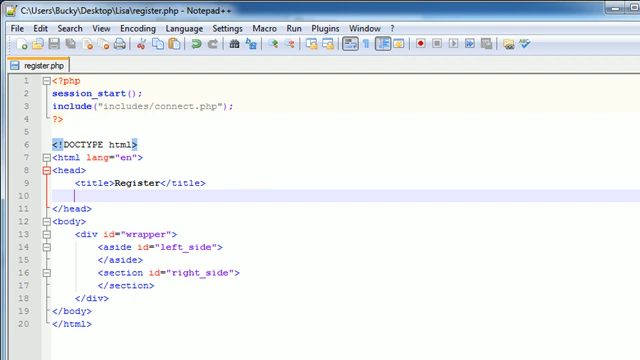 C:\Users\Bucky\Desktop\Lisa\register.php - Notepad++
File Edit Search View Encoding Language Settings Macro Run Plugins Window ?
register.php
1 <?php
2 session_start();
3 include("includes/connect.php");
4 ?>
5
6 <!DOCTYPE html>
7 <html lang="en">
8 <head>
9 <title>Register</title>
10
11 </head>
12 <body>
13 <div id="wrapper">
14 <aside id="left_side">
15 </aside>
16 <section id="right_side">
17 </section>
18 </div>
19 </body>
20 </html>